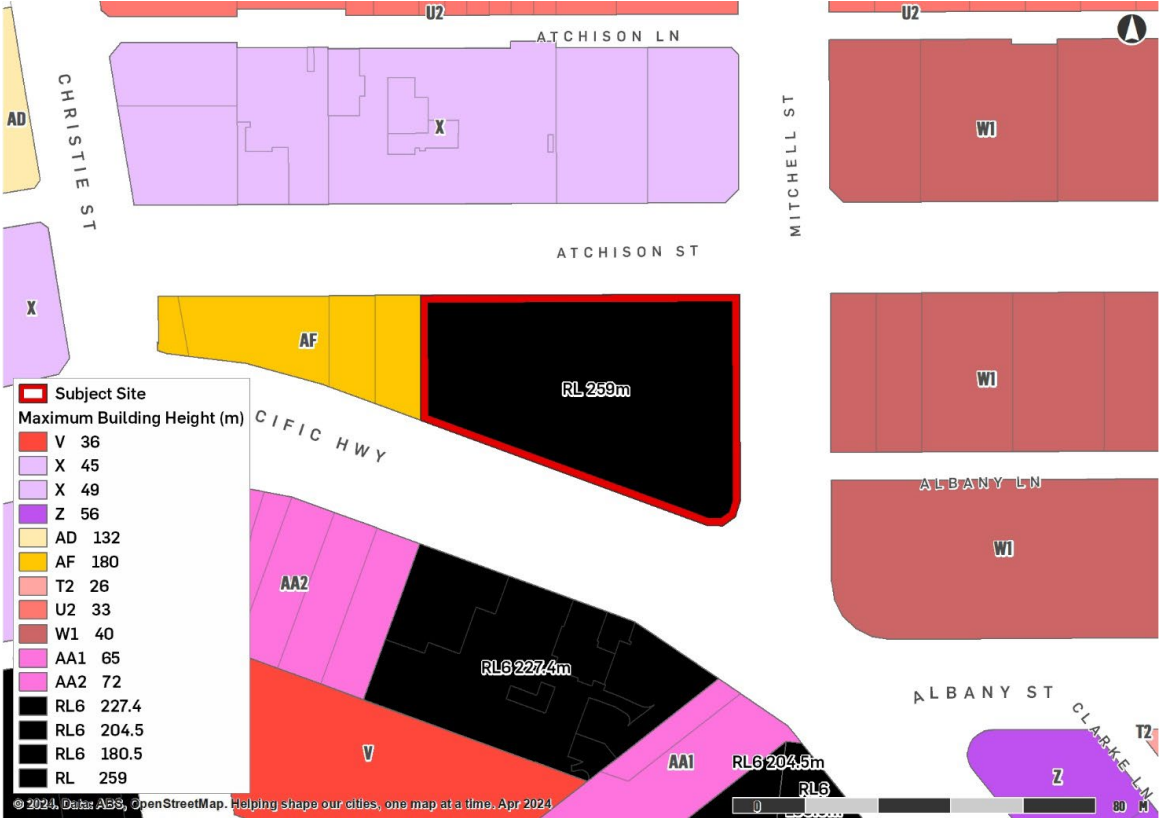 U2
U2
ATCHISON LN
CHRISTIE ST
AD
X
MITCHELL ST
W1
ATCHISON ST
X
AF
RL 259m
W1
Subject Site
Maximum Building Height (m)
V 36
X 45
X 49
Z 56
AD 132
AF 180
T2 26
U2 33
W1 40
AA1 65
AA2 72
RL6 227.4
RL6 204.5
RL6 180.5
RL 259
CIFIC HWY
ALBANY LN
W1
AA2
RL6 227.4m
V
AA1
RL6 204.5m
RL6
ALBANY ST
CLARKE LN
T2
Z
© 2024, Data: ABS, OpenStreetMap. Helping shape our cities, one map at a time. Apr 2024
0 80 M